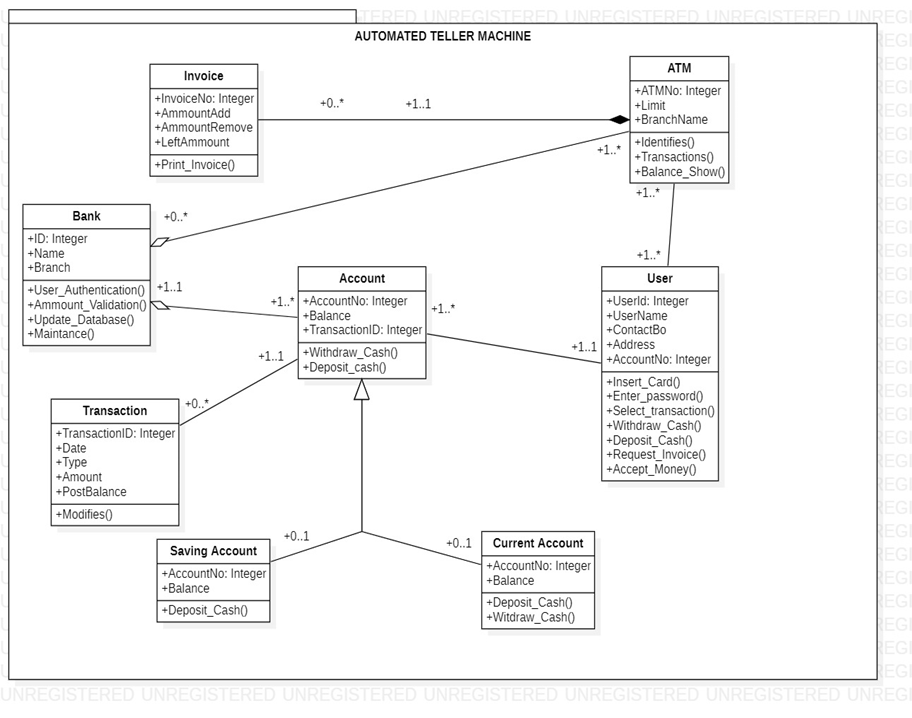 TERED UNREGISTERED UNREGISTERED UNREGISTERED UNREGI
AUTOMATED TELLER MACHINE
Invoice
+InvoiceNo: Integer
+AmmountAdd
+AmmountRemove
+LeftAmmount
+Print_Invoice()
+0..*
+1..1
ATM
+ATMNo: Integer
+Limit
+BranchName
+Identifies()
+Transactions()
+Balance_Show()
+1..*
+1..*
+1..*
Bank
+ID: Integer
+Name
+Branch
+User_Authentication()
+Ammount_Validation()
+Update_Database()
+Maintance()
+0..*
+1..1
+1..*
Account
+AccountNo: Integer
+Balance
+TransactionID: Integer
+Withdraw_Cash()
+Deposit_cash()
+1..*
+1..1
User
+UserId: Integer
+UserName
+ContactBo
+Address
+AccountNo: Integer
+Insert_Card()
+Enter_password()
+Select_transaction()
+Withdraw_Cash()
+Deposit_Cash()
+Request_Invoice()
+Accept_Money()
+1..1
+0..*
Transaction
+TransactionID: Integer
+Date
+Type
+Amount
+PostBalance
+Modifies()
+0..1
+0..1
Saving Account
+AccountNo: Integer
+Balance
+Deposit_Cash()
Current Account
+AccountNo: Integer
+Balance
+Deposit_Cash()
+Witdraw_Cash()
UNREGISTERED UNREGISTERED UNREGISTERED UNREGISTERED UNREGISTERED UNREGISTERED UNREGI